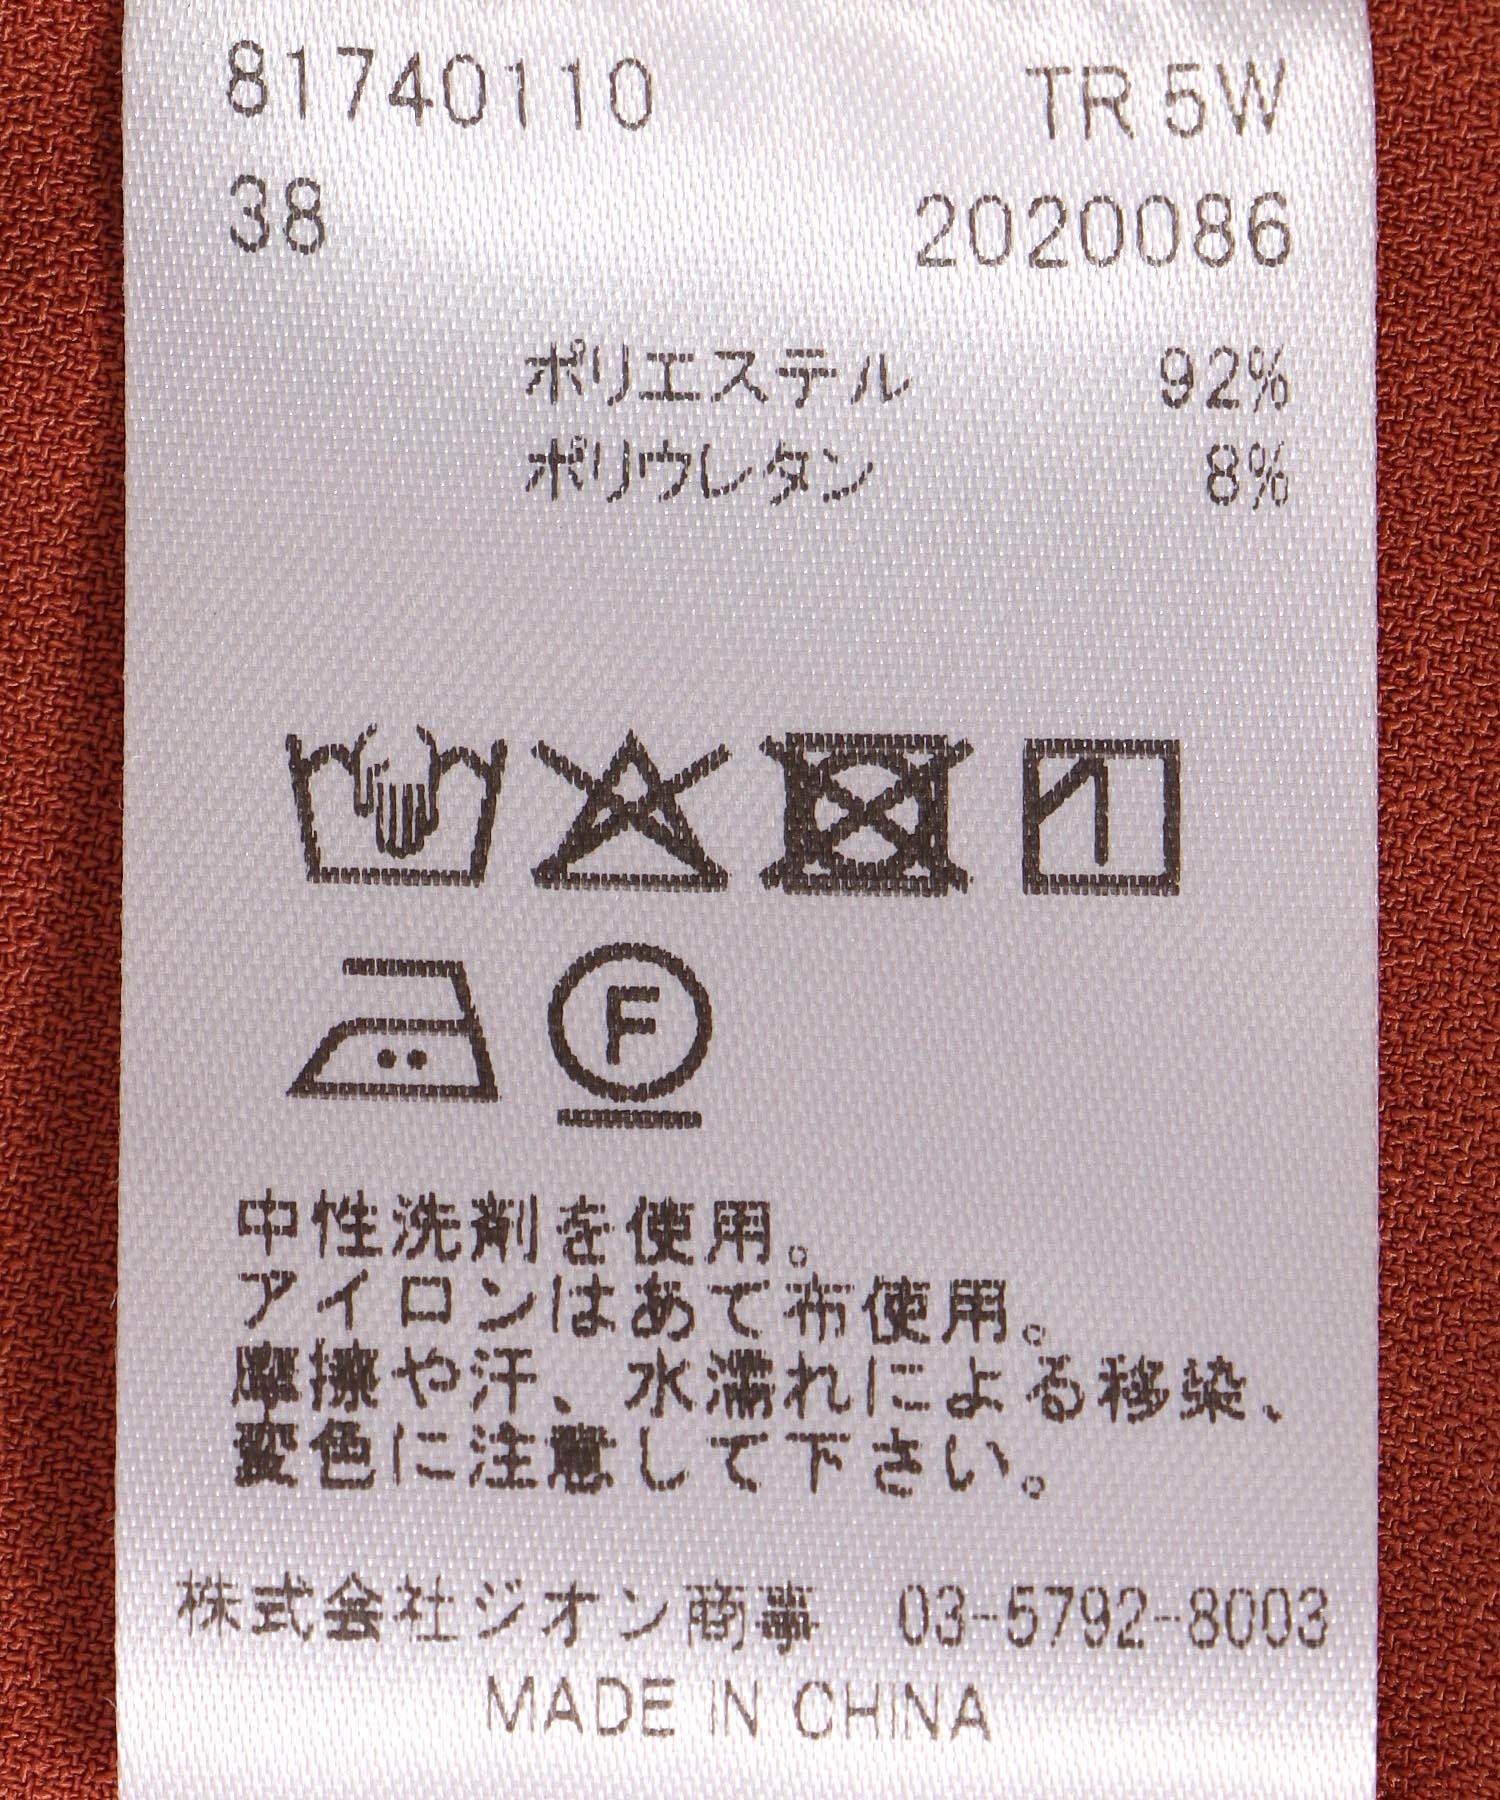 81740110 TR 5W
38 2020086
ポリエステル 92%
ポリウレタン 8%
F
中性洗剤を使用。
アイロンはあて布使用。
摩擦や汗、水濡れによる移染、
変色に注意して下さい。
株式会社ジオン商事 03-5792-8003
MADE IN CHINA